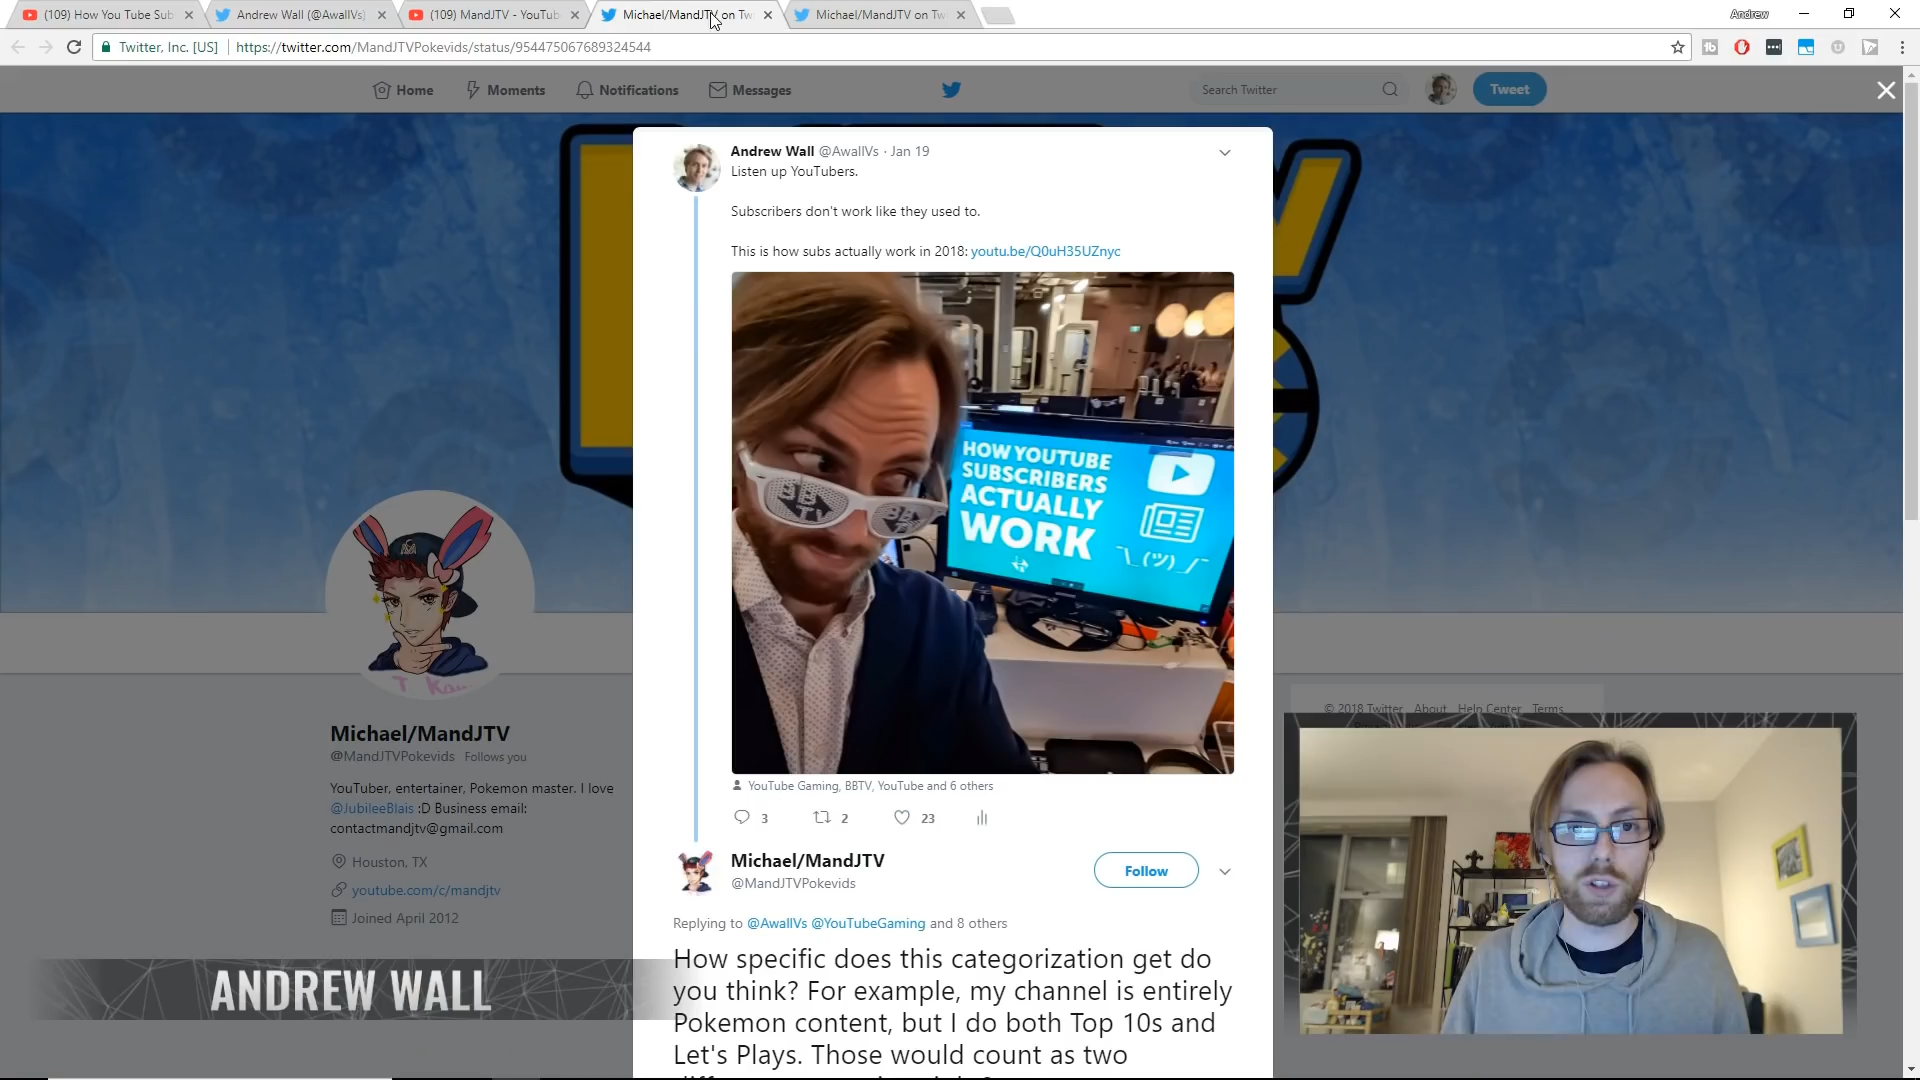 (109) How You Tube Sub
Andrew Wall (@AwallVs)
(109) MandJTV - YouTube
Michael/MandJTV on Tw
Michael/MandJTV on Tw
Andrew
Twitter, Inc. [US]
https://twitter.com/MandJTVPokevids/status/954475067689324544
Home
Moments
Notifications
Messages
Search Twitter
Tweet
Andrew Wall @AwallVs · Jan 19
Listen up YouTubers.
Subscribers don't work like they used to.
This is how subs actually work in 2018: youtu.be/Q0uH35UZnyc
HOW YOUTUBE
SUBSCRIBERS
ACTUALLY
WORK
¯\_(ツ)_/¯
YouTube Gaming, BBTV, YouTube and 6 others
3 2 23
Michael/MandJTV
@MandJTVPokevids
Follow
Replying to @AwallVs @YouTubeGaming and 8 others
How specific does this categorization get do
you think? For example, my channel is entirely
Pokemon content, but I do both Top 10s and
Let's Plays. Those would count as two
Michael/MandJTV
@MandJTVPokevids Follows you
YouTuber, entertainer, Pokemon master. I love
@JubileeBlais :D Business email:
contactmandjtv@gmail.com
Houston, TX
youtube.com/c/mandjtv
Joined April 2012
© 2018 Twitter About Help Center Terms
ANDREW WALL